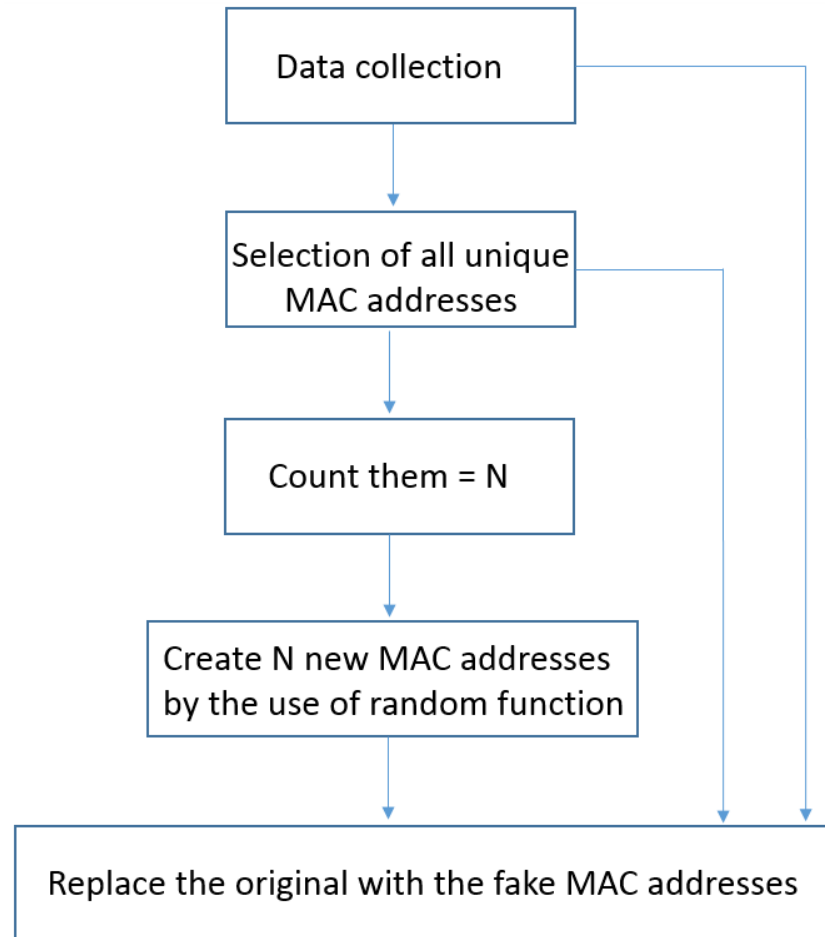 Data collection
Selection of all unique
MAC addresses
Count them = N
Create N new MAC addresses
by the use of random function
Replace the original with the fake MAC addresses